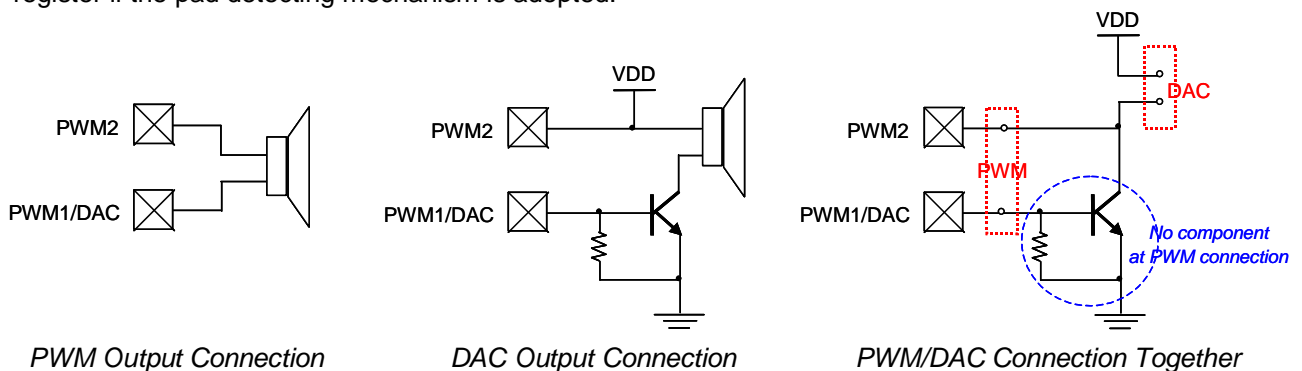 register if the pad detecting mechanism is adopted.
PWM2
PWM1/DAC
PWM Output Connection
VDD
PWM2
PWM1/DAC
DAC Output Connection
VDD
DAC
PWM2
PWM
PWM1/DAC
No component
at PWM connection
PWM/DAC Connection Together